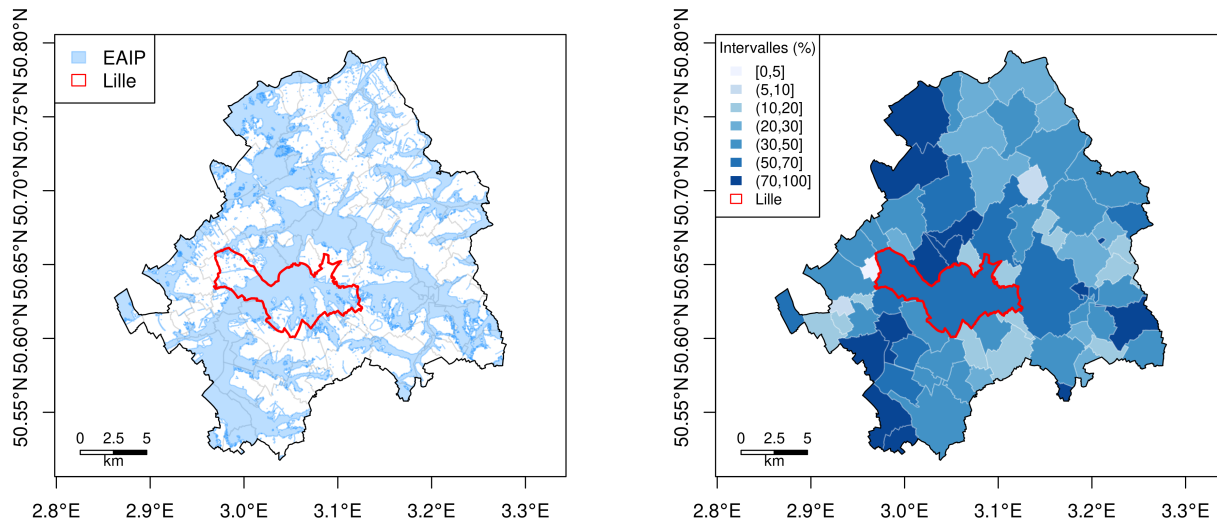 EAIP
Lille
50.80°N
50.75°N
50.70°N
50.65°N
50.60°N
50.55°N
0 2.5 5
km
2.8°E 2.9°E 3.0°E 3.1°E 3.2°E 3.3°E
Intervalles (%)
[0,5]
(5,10]
(10,20]
(20,30]
(30,50]
(50,70]
(70,100]
Lille
50.80°N
50.75°N
50.70°N
50.65°N
50.60°N
50.55°N
0 2.5 5
km
2.8°E 2.9°E 3.0°E 3.1°E 3.2°E 3.3°E